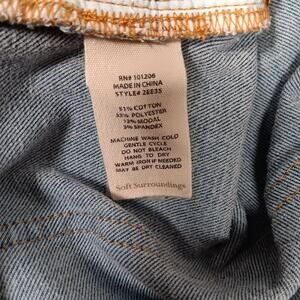 RN# 101206
MADE IN CHINA
STYLE# 2EE35
51% COTTON
33% POLYESTER
13% MODAL
3% SPANDEX
MACHINE WASH COLD
GENTLE CYCLE
DO NOT BLEACH
HANG TO DRY
WARM IRON IF NEEDED
MAY BE DRY CLEANED
Soft Surroundings